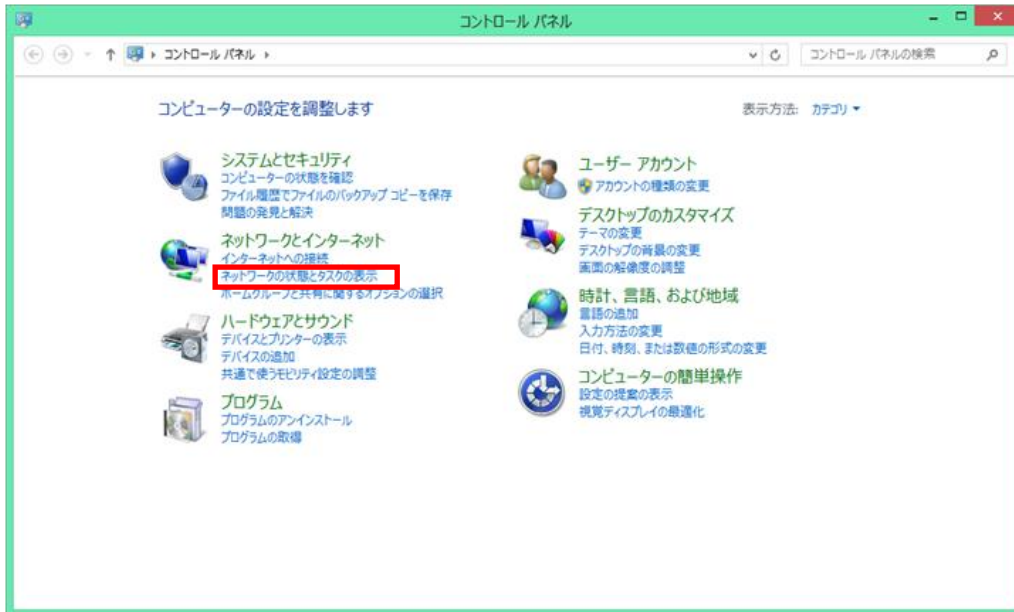 コントロール パネル
コントロール パネル
コントロール パネルの検索
コンピューターの設定を調整します
表示方法: カテゴリ
システムとセキュリティ
コンピューターの状態を確認
ファイル履歴でファイルのバックアップ コピーを保存
問題の発見と解決
ネットワークとインターネット
インターネットへの接続
ネットワークの状態とタスクの表示
ホームグループと共有に関するオプションの選択
ハードウェアとサウンド
デバイスとプリンターの表示
デバイスの追加
共通で使うモビリティ設定の調整
プログラム
プログラムのアンインストール
プログラムの取得
ユーザー アカウント
アカウントの種類の変更
デスクトップのカスタマイズ
テーマの変更
デスクトップの背景の変更
画面の解像度の調整
時計、言語、および地域
言語の追加
入力方法の変更
日付、時刻、または数値の形式の変更
コンピューターの簡単操作
設定の提案の表示
視覚ディスプレイの最適化